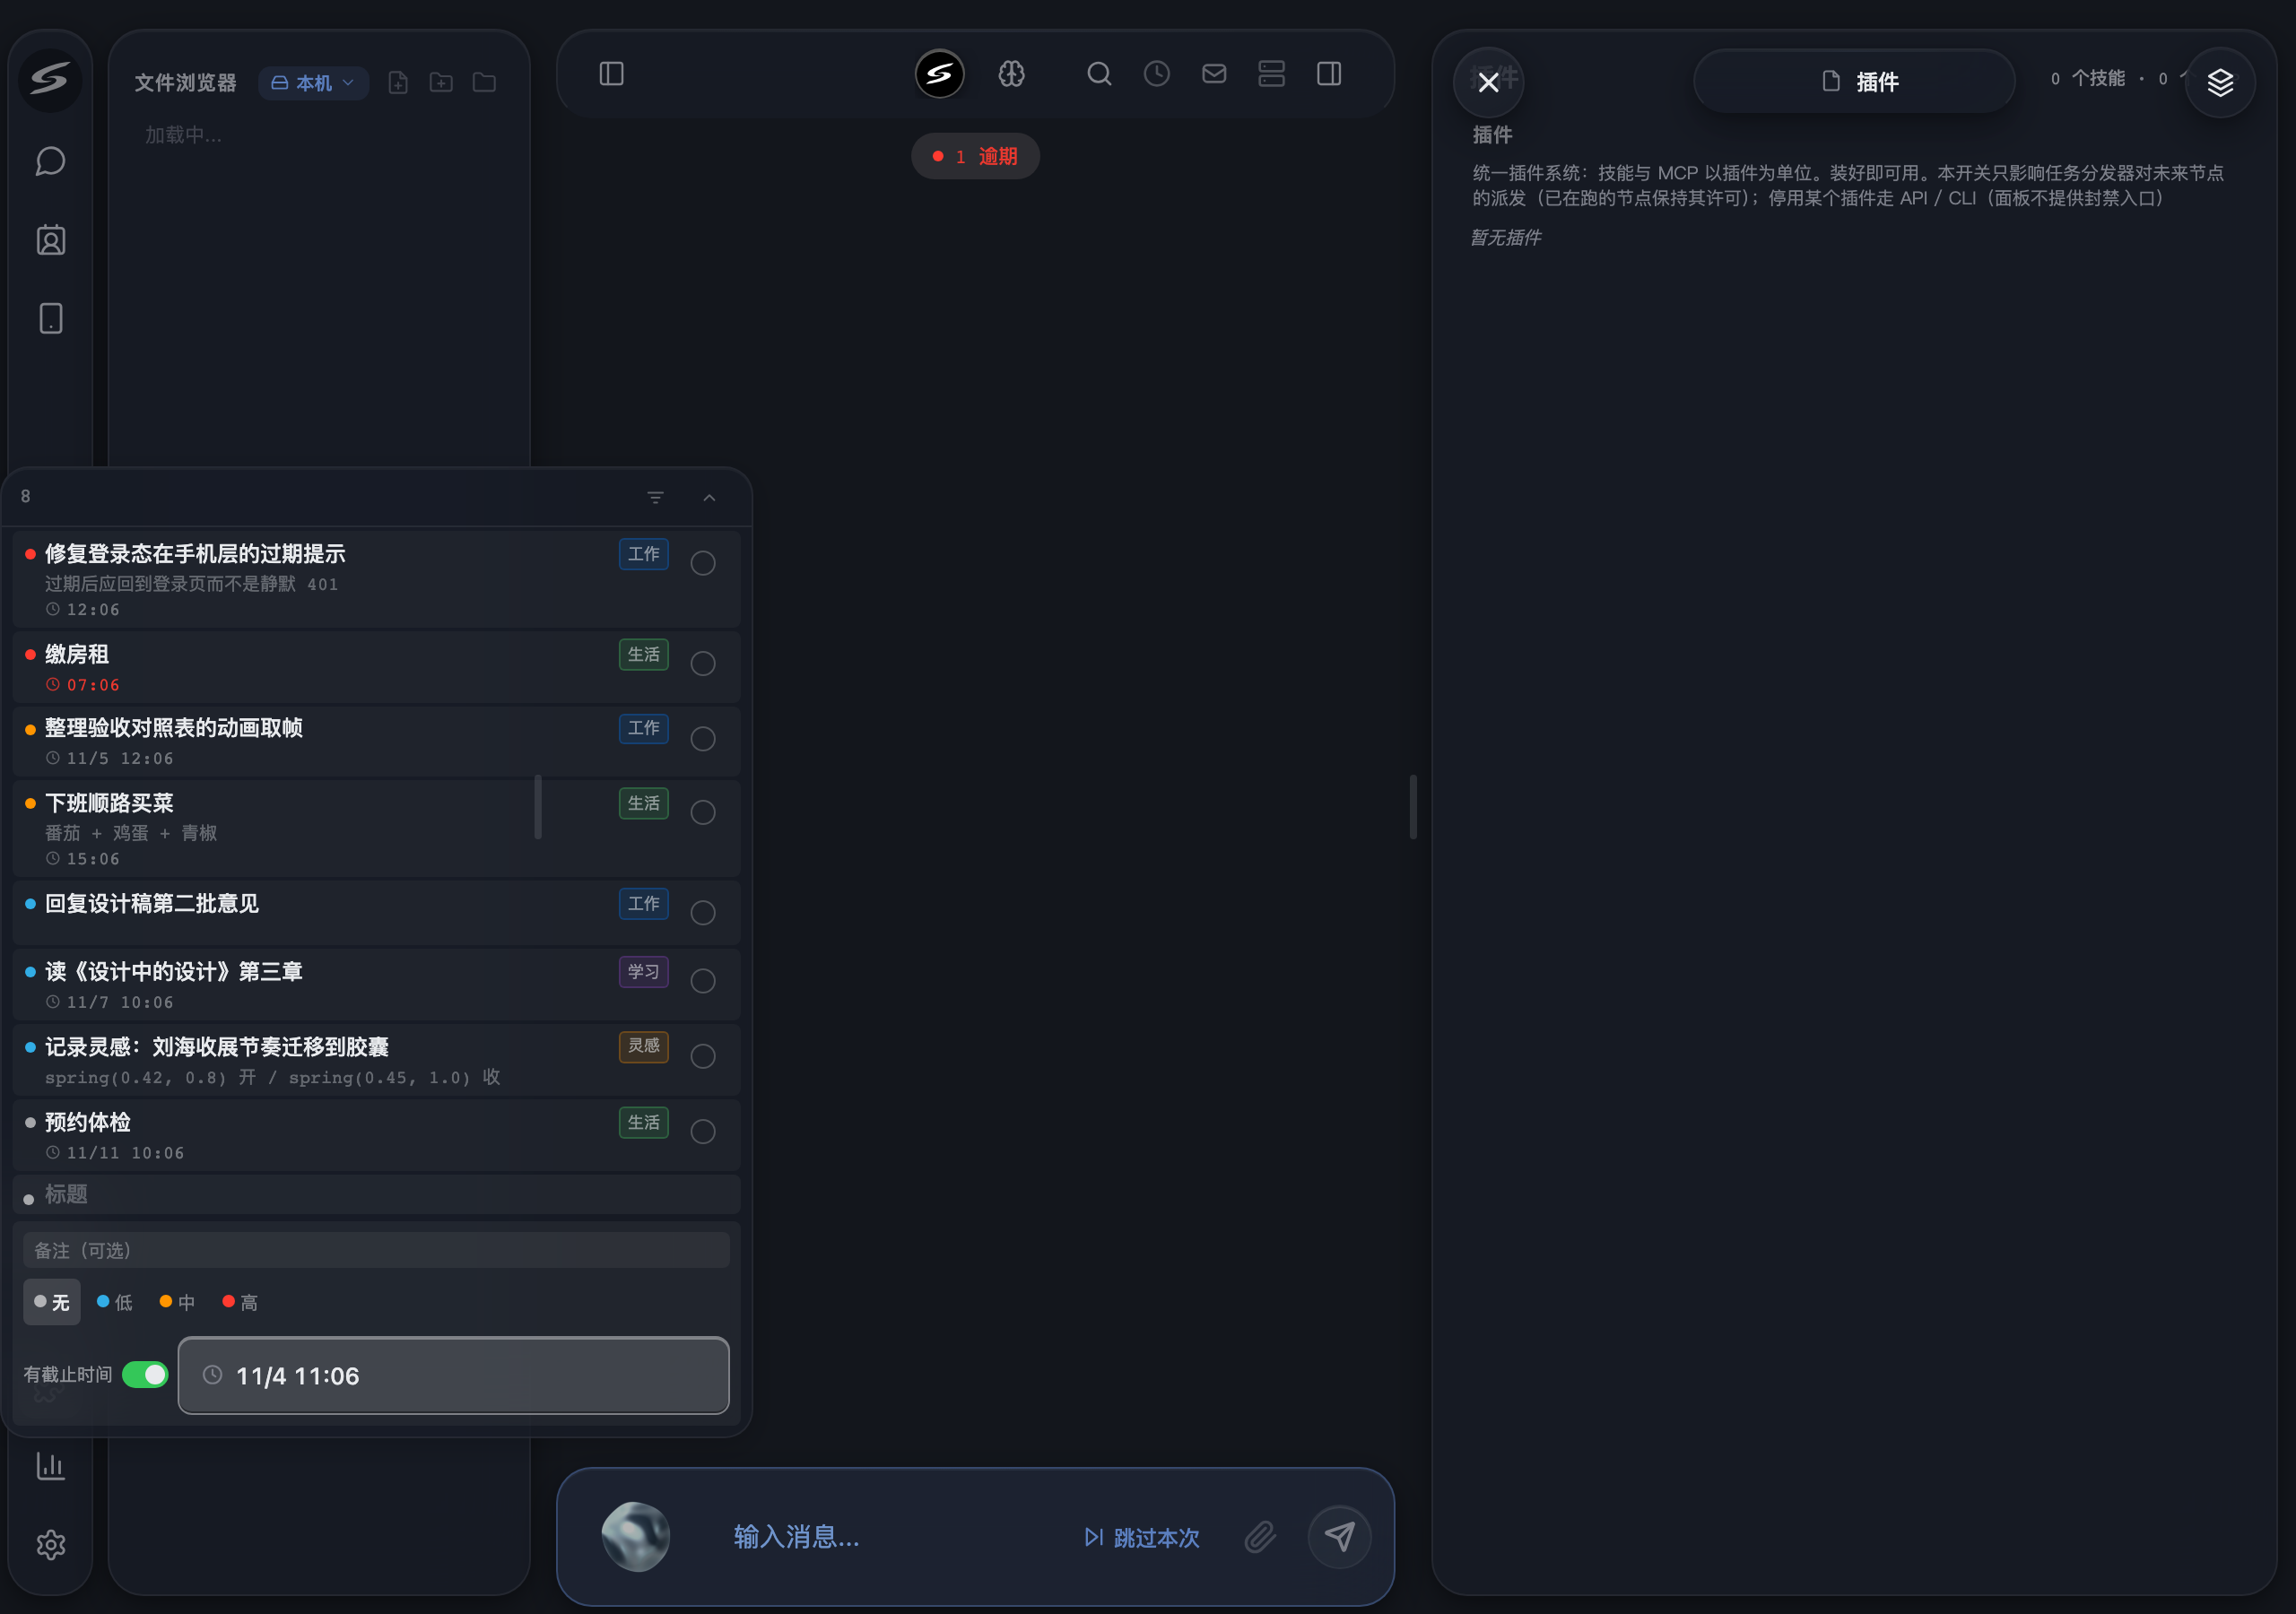 文件浏览器
本机
加载中...
1 逾期
插件
插件
0 个技能 · 0 个
插件
统一插件系统：技能与 MCP 以插件为单位。装好即可用。本开关只影响任务分发器对未来节点
的派发（已在跑的节点保持其许可）；停用某个插件走 API / CLI（面板不提供封禁入口）
暂无插件
8
修复登录态在手机层的过期提示
工作
过期后应回到登录页而不是静默 401
12:06
缴房租
生活
07:06
整理验收对照表的动画取帧
工作
11/5 12:06
下班顺路买菜
生活
番茄 + 鸡蛋 + 青椒
15:06
回复设计稿第二批意见
工作
读《设计中的设计》第三章
学习
11/7 10:06
记录灵感：刘海收展节奏迁移到胶囊
灵感
spring(0.42, 0.8) 开 / spring(0.45, 1.0) 收
预约体检
生活
11/11 10:06
标题
备注（可选）
无 低 中 高
有截止时间
11/4 11:06
输入消息...
跳过本次